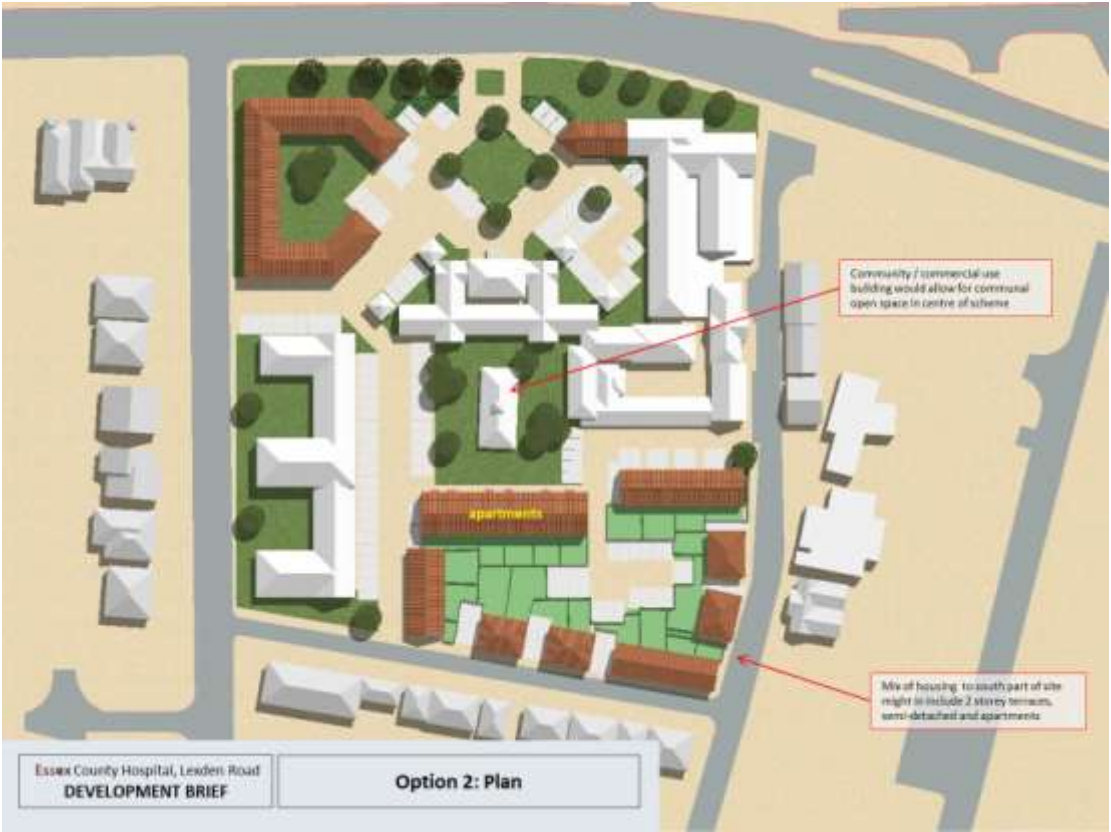 Community / commercial use
building would allow for communal
open space in centre of scheme
apartments
Mix of housing to south part of site
might in include 2 storey terraces,
semi-detached and apartments
Essex County Hospital, Lexden Road
DEVELOPMENT BRIEF
Option 2: Plan